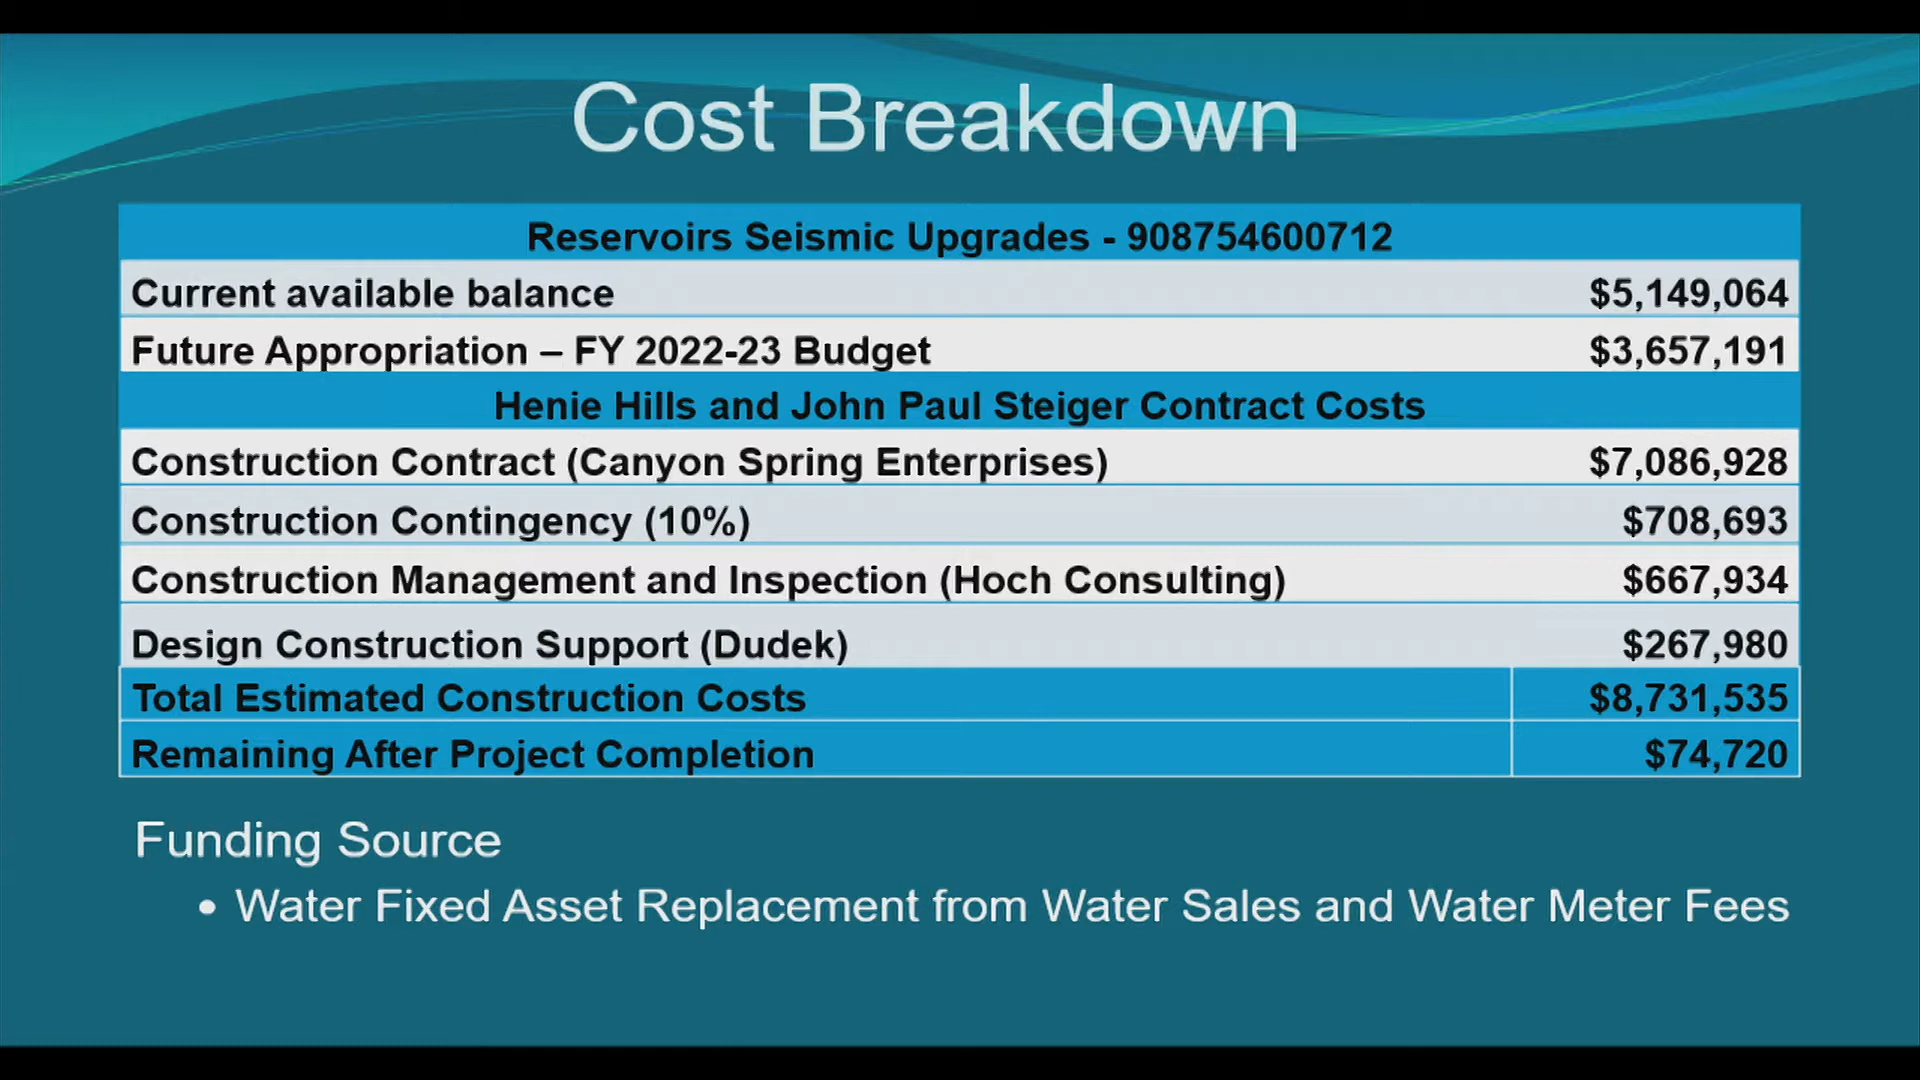 Cost Breakdown
Reservoirs Seismic Upgrades - 908754600712
Current available balance $5,149,064
Future Appropriation – FY 2022-23 Budget $3,657,191
Henie Hills and John Paul Steiger Contract Costs
Construction Contract (Canyon Spring Enterprises) $7,086,928
Construction Contingency (10%) $708,693
Construction Management and Inspection (Hoch Consulting) $667,934
Design Construction Support (Dudek) $267,980
Total Estimated Construction Costs $8,731,535
Remaining After Project Completion $74,720
Funding Source
• Water Fixed Asset Replacement from Water Sales and Water Meter Fees